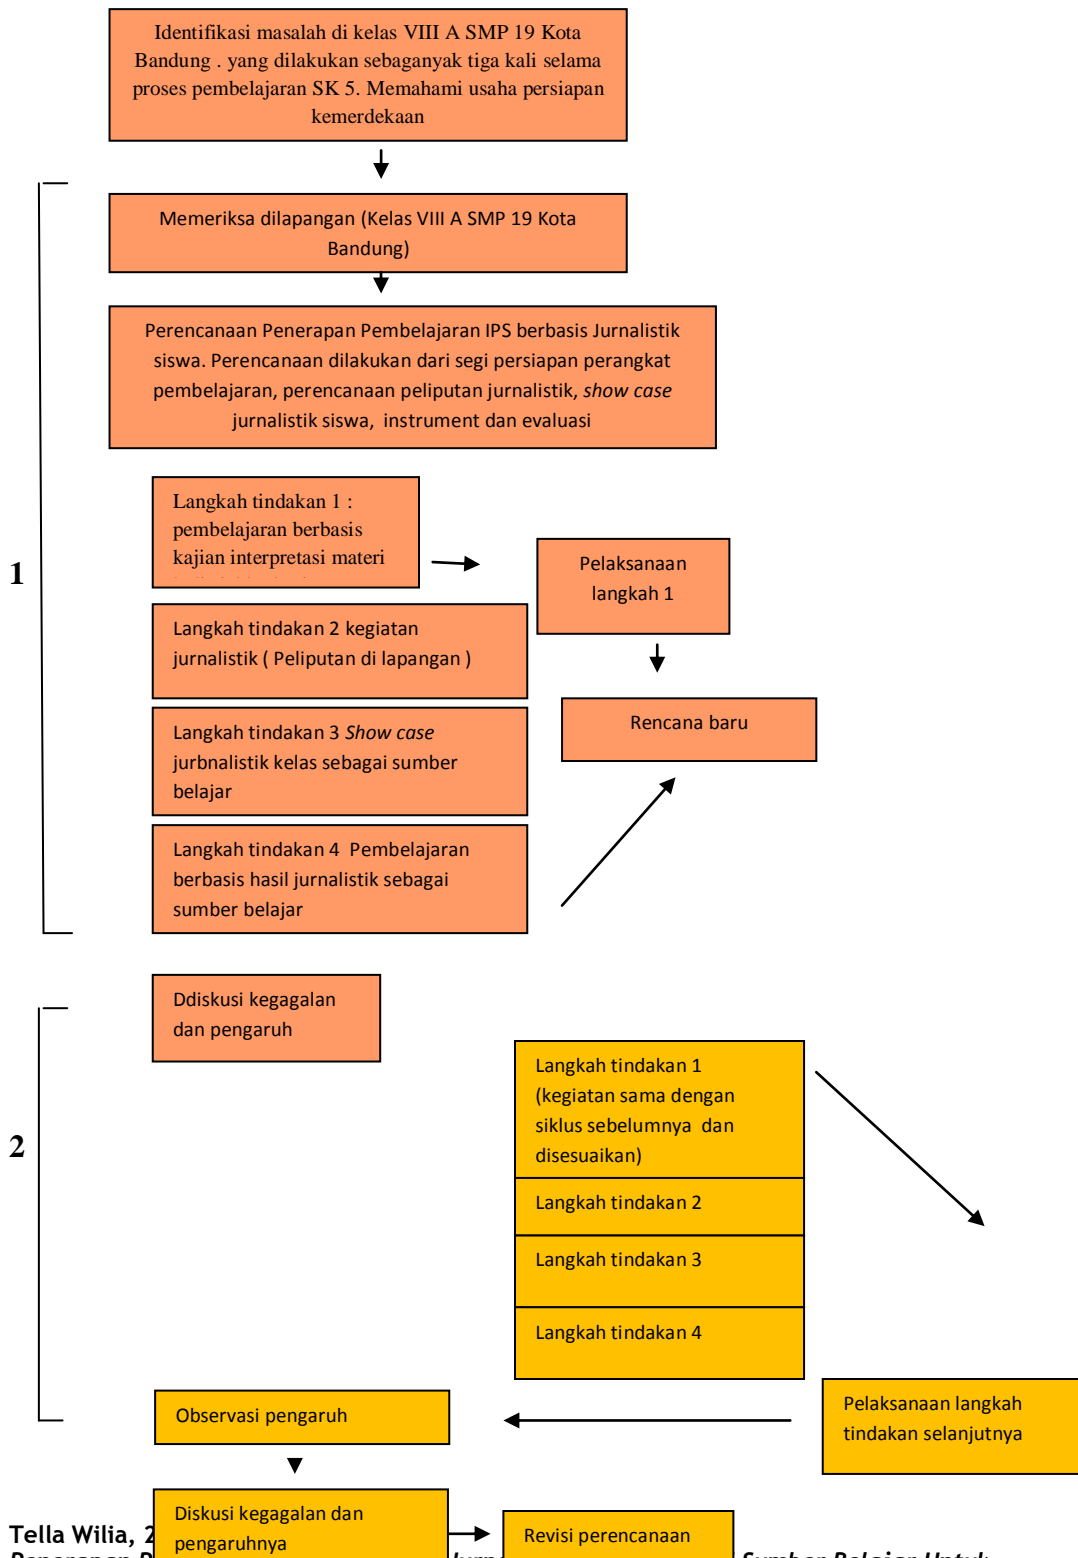 Identifikasi masalah di kelas VIII A SMP 19 Kota
Bandung . yang dilakukan sebaganyak tiga kali selama
proses pembelajaran SK 5. Memahami usaha persiapan
kemerdekaan
Memeriksa dilapangan (Kelas VIII A SMP 19 Kota
Bandung)
Perencanaan Penerapan Pembelajaran IPS berbasis Jurnalistik
siswa. Perencanaan dilakukan dari segi persiapan perangkat
pembelajaran, perencanaan peliputan jurnalistik, show case
jurnalistik siswa, instrument dan evaluasi
1
Langkah tindakan 1 :
pembelajaran berbasis
kajian interpretasi materi
Pelaksanaan
langkah 1
Langkah tindakan 2 kegiatan
jurnalistik ( Peliputan di lapangan )
Rencana baru
Langkah tindakan 3 Show case
jurbnalistik kelas sebagai sumber
belajar
Langkah tindakan 4 Pembelajaran
berbasis hasil jurnalistik sebagai
sumber belajar
2
Ddiskusi kegagalan
dan pengaruh
Langkah tindakan 1
(kegiatan sama dengan
siklus sebelumnya dan
disesuaikan)
Langkah tindakan 2
Langkah tindakan 3
Langkah tindakan 4
Pelaksanaan langkah
tindakan selanjutnya
Observasi pengaruh
Diskusi kegagalan dan
pengaruhnya
Revisi perencanaan
Tella Wilia, 2
Penerapan Sumber Belajar Untuk